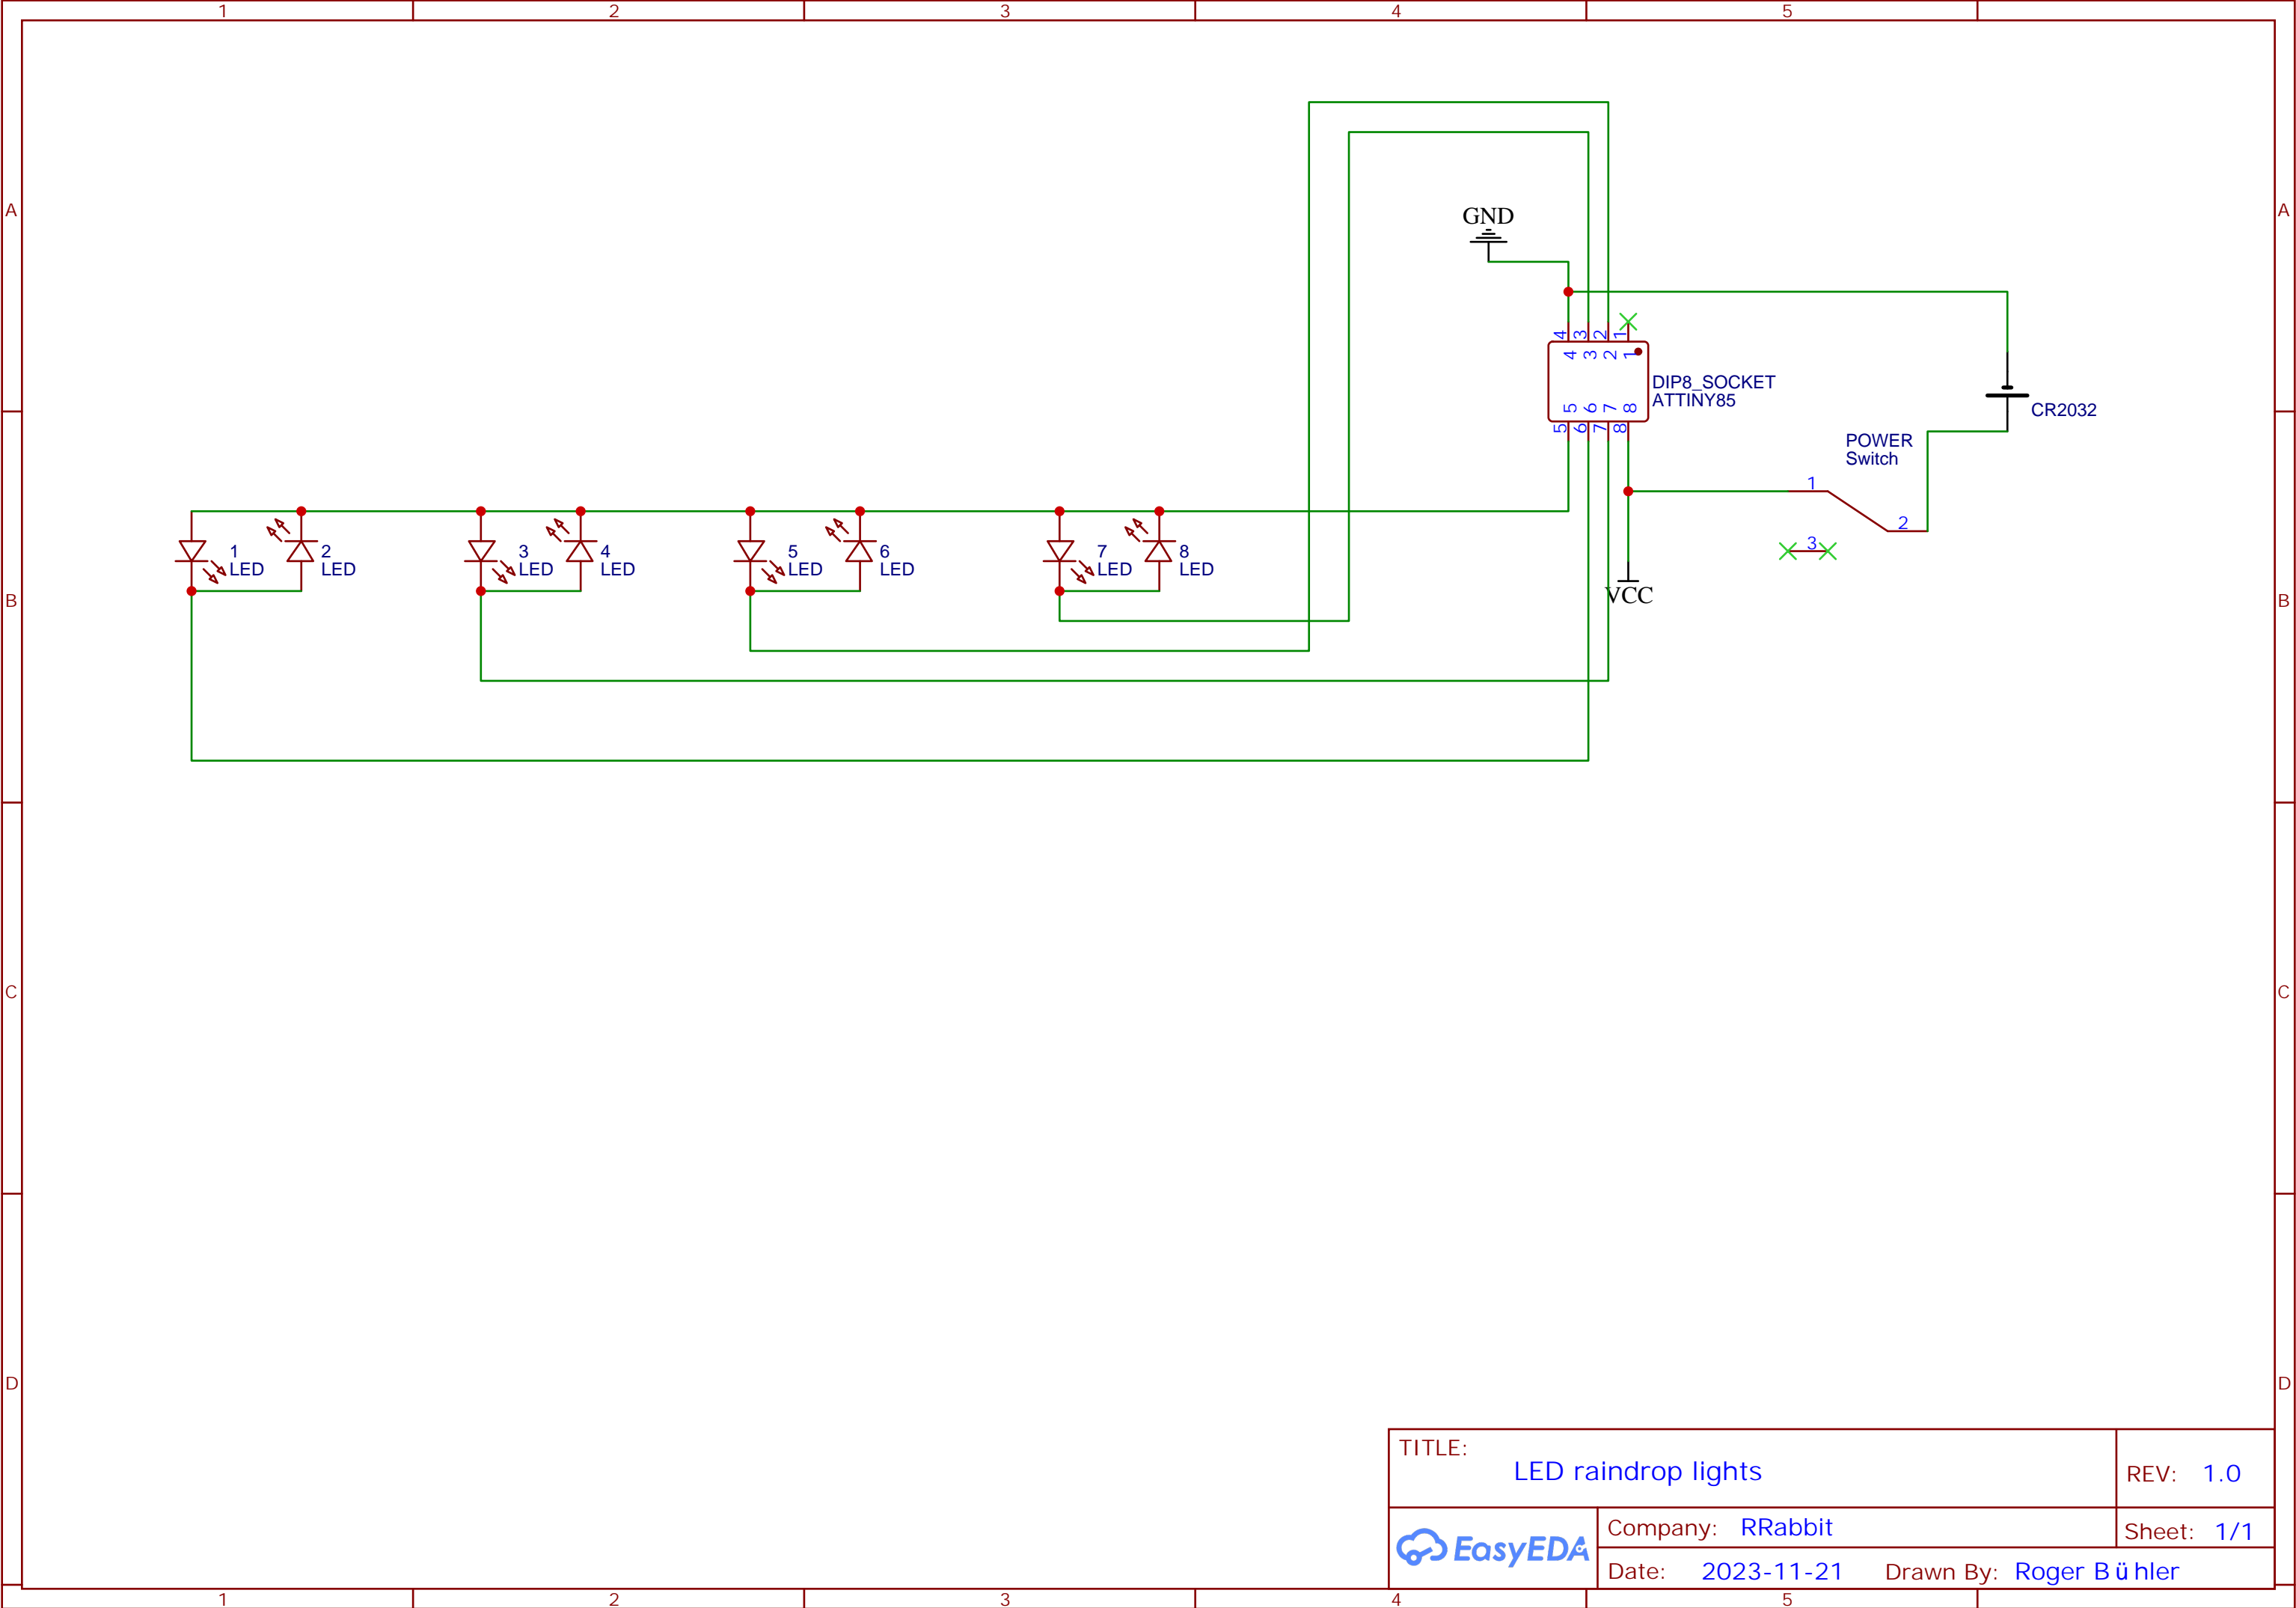 1 2 3 4 5
A A
GND
4 3 2 1
4 3 2 1
DIP8_SOCKET
ATTINY85
5 6 7 8
5 6 7 8
CR2032
POWER
Switch
1
2
3
VCC
1
LED
2
LED
3
LED
4
LED
5
LED
6
LED
7
LED
8
LED
B B
C C
D D
TITLE:
LED raindrop lights
REV: 1.0
EasyEDA
Company: RRabbit
Sheet: 1/1
Date: 2023-11-21 Drawn By: Roger Bühler
1 2 3 4 5